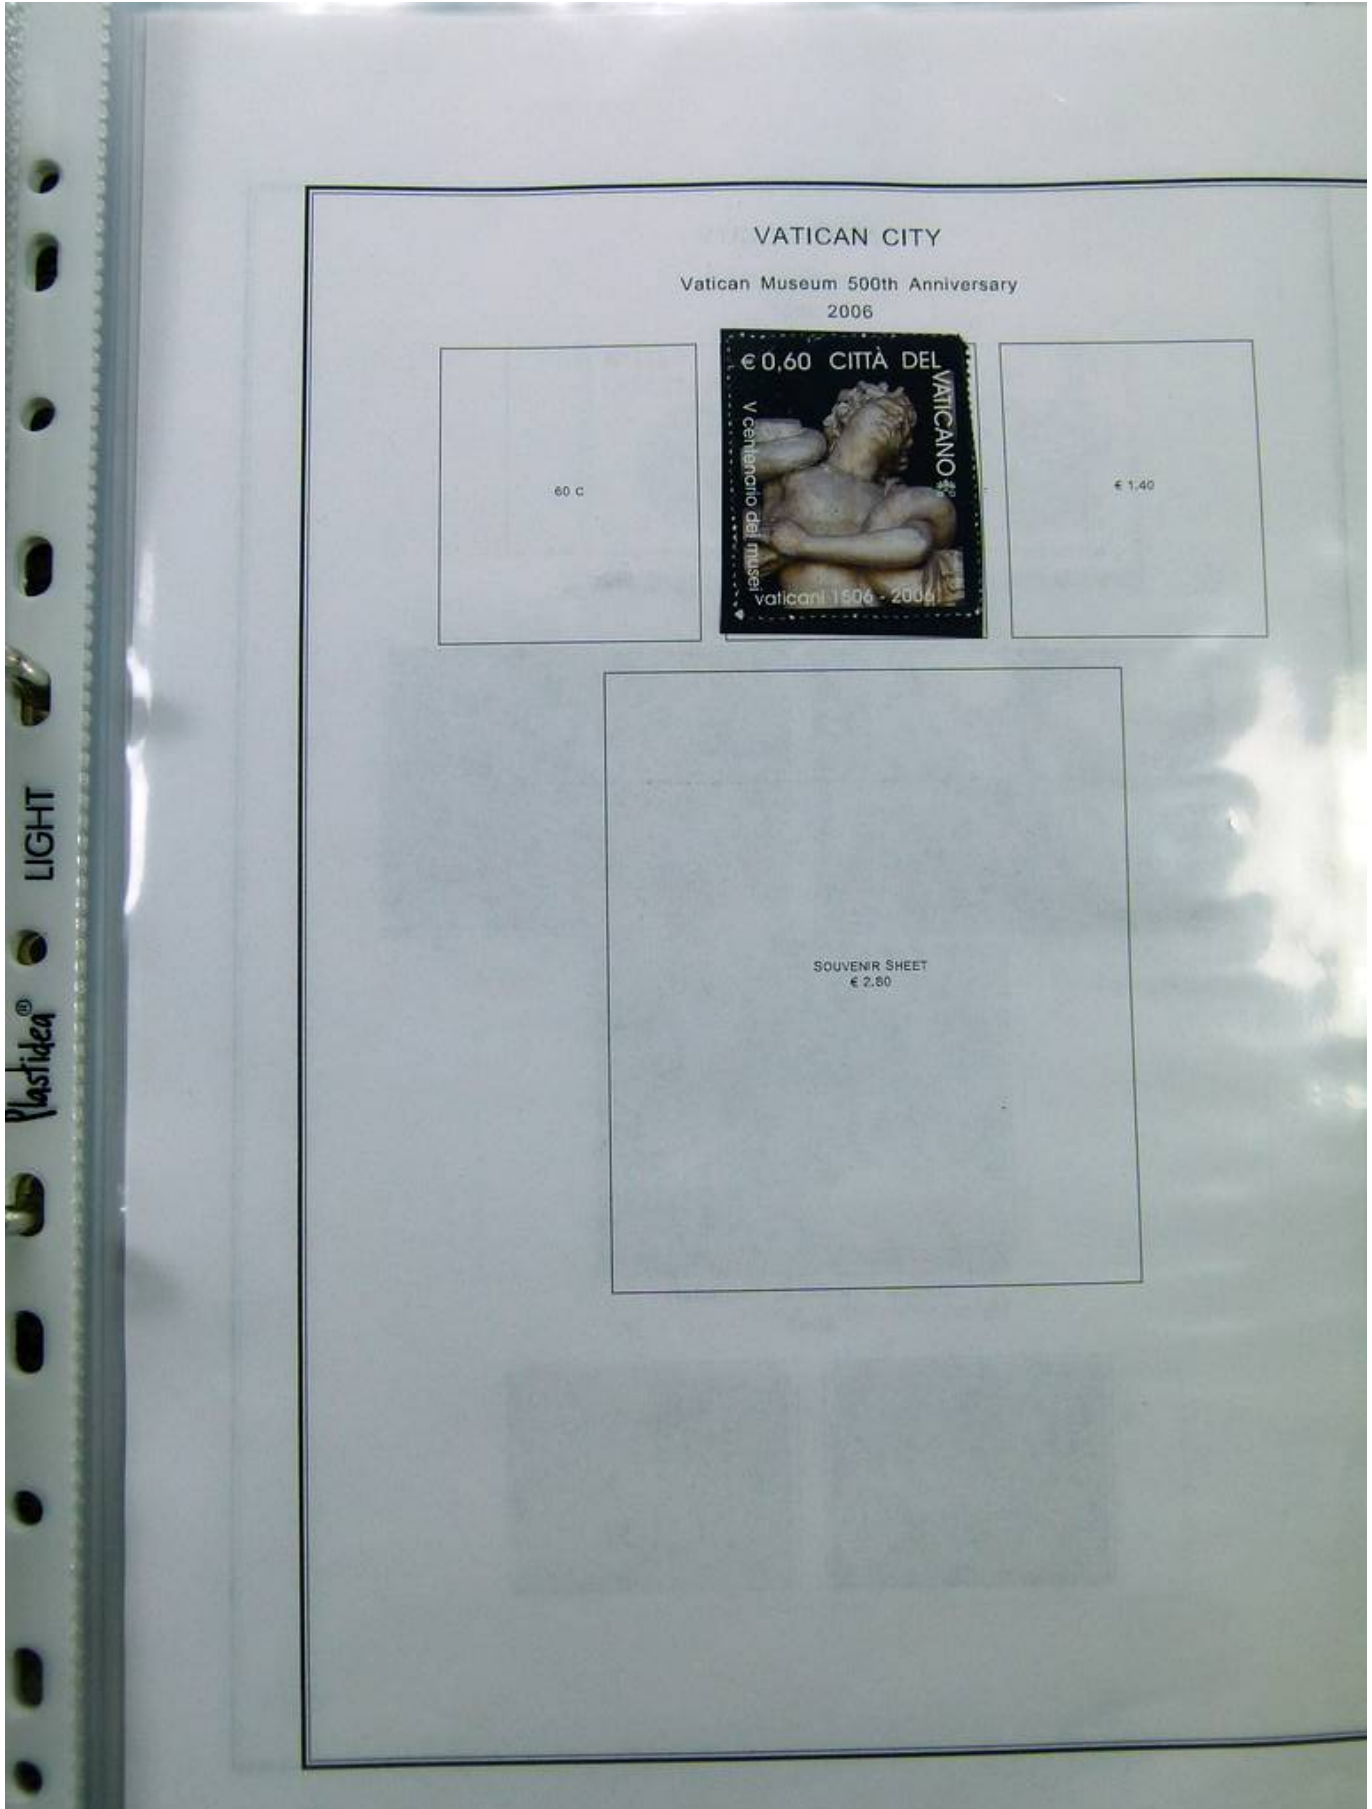 VATICAN CITY
Vatican Museum 500th Anniversary
2006
60 C
€ 0,60 CITTÀ DEL
VATICANO
V centenario dei musei
vaticani 1506 - 2006
€ 1.40
SOUVENIR SHEET
€ 2.80
LIGHT
Plastidea®